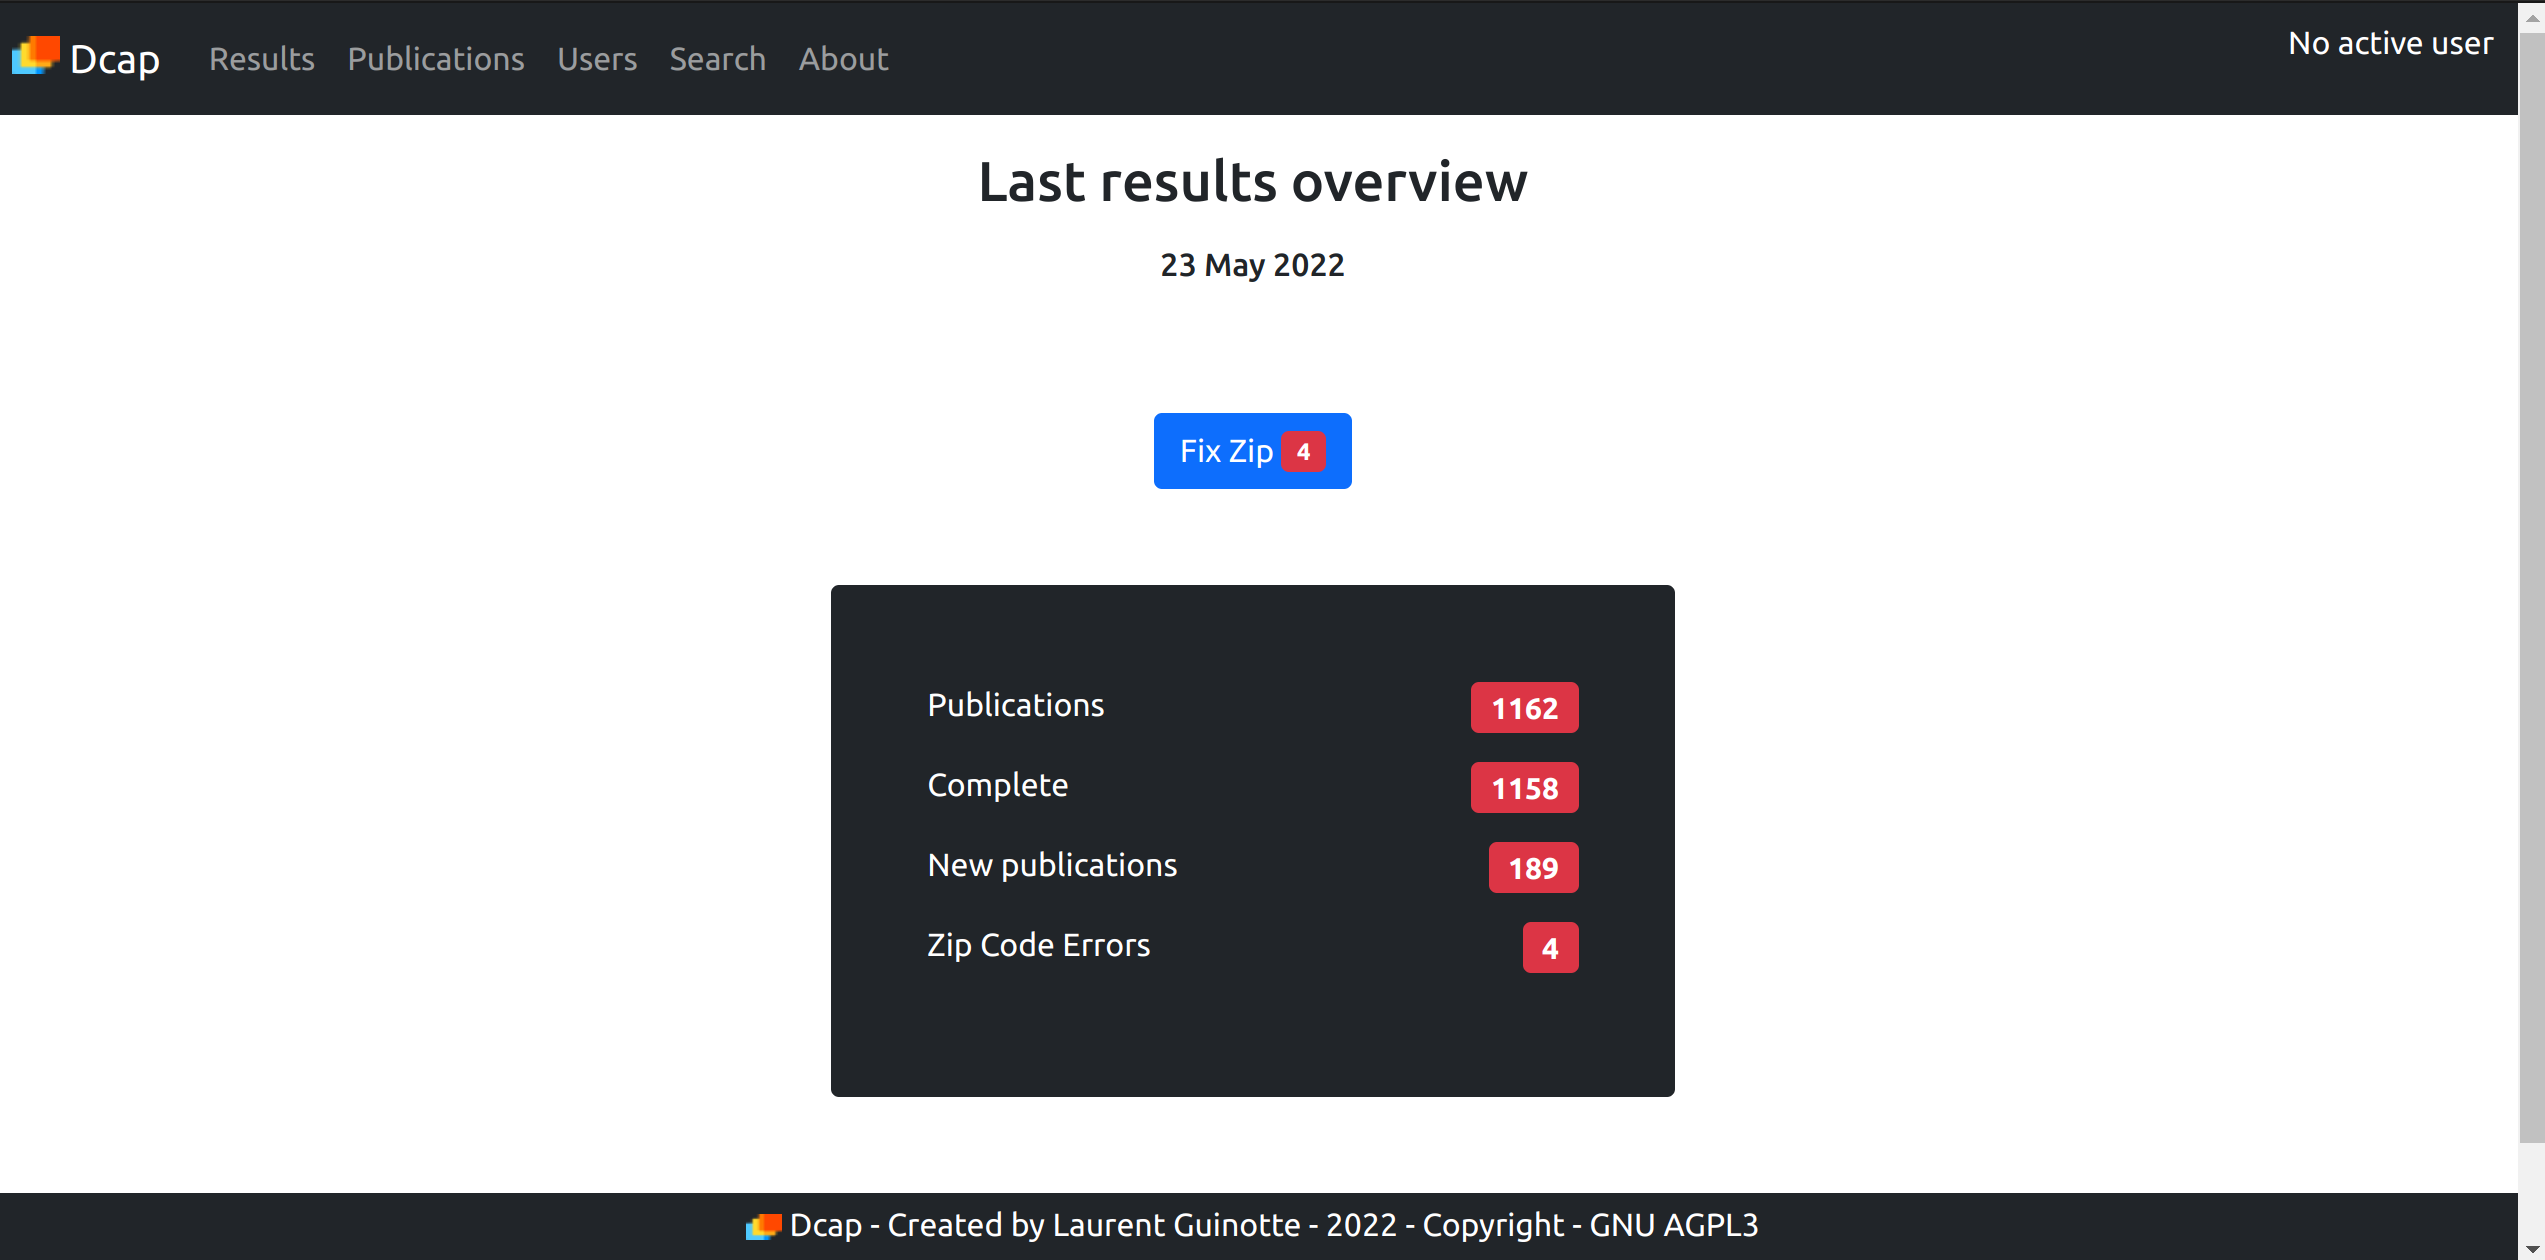 Dcap Results Publications Users Search About No active user
Last results overview
23 May 2022
Fix Zip 4
Publications 1162
Complete 1158
New publications 189
Zip Code Errors 4
Dcap - Created by Laurent Guinotte - 2022 - Copyright - GNU AGPL3